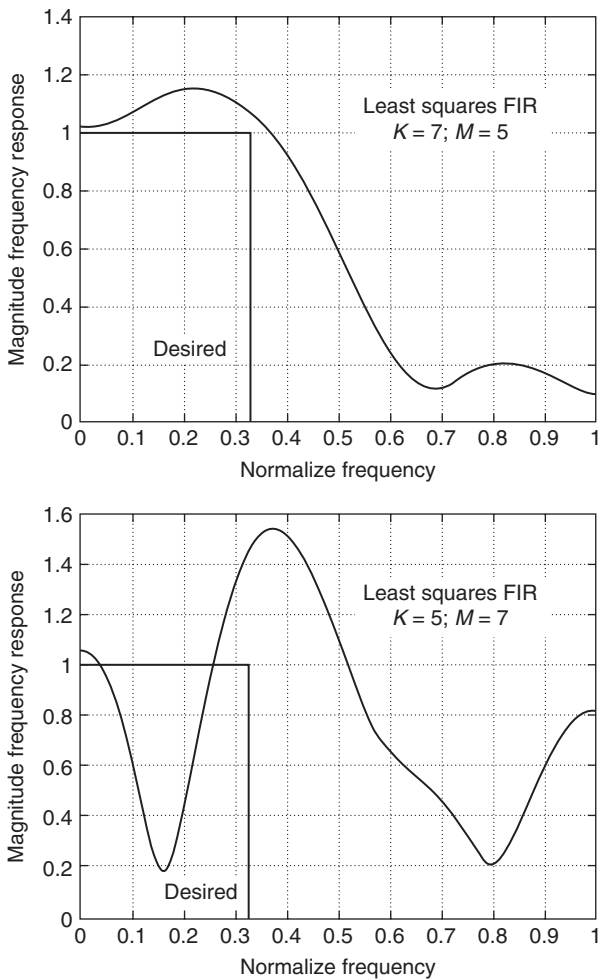 1.4
1.2
1
0.8
0.6
0.4
0.2
0
Magnitude frequency response
Least squares FIR
K = 7; M = 5
Desired
0 0.1 0.2 0.3 0.4 0.5 0.6 0.7 0.8 0.9 1
Normalize frequency
1.6
1.4
1.2
1
0.8
0.6
0.4
0.2
0
Magnitude frequency response
Least squares FIR
K = 5; M = 7
Desired
0 0.1 0.2 0.3 0.4 0.5 0.6 0.7 0.8 0.9 1
Normalize frequency